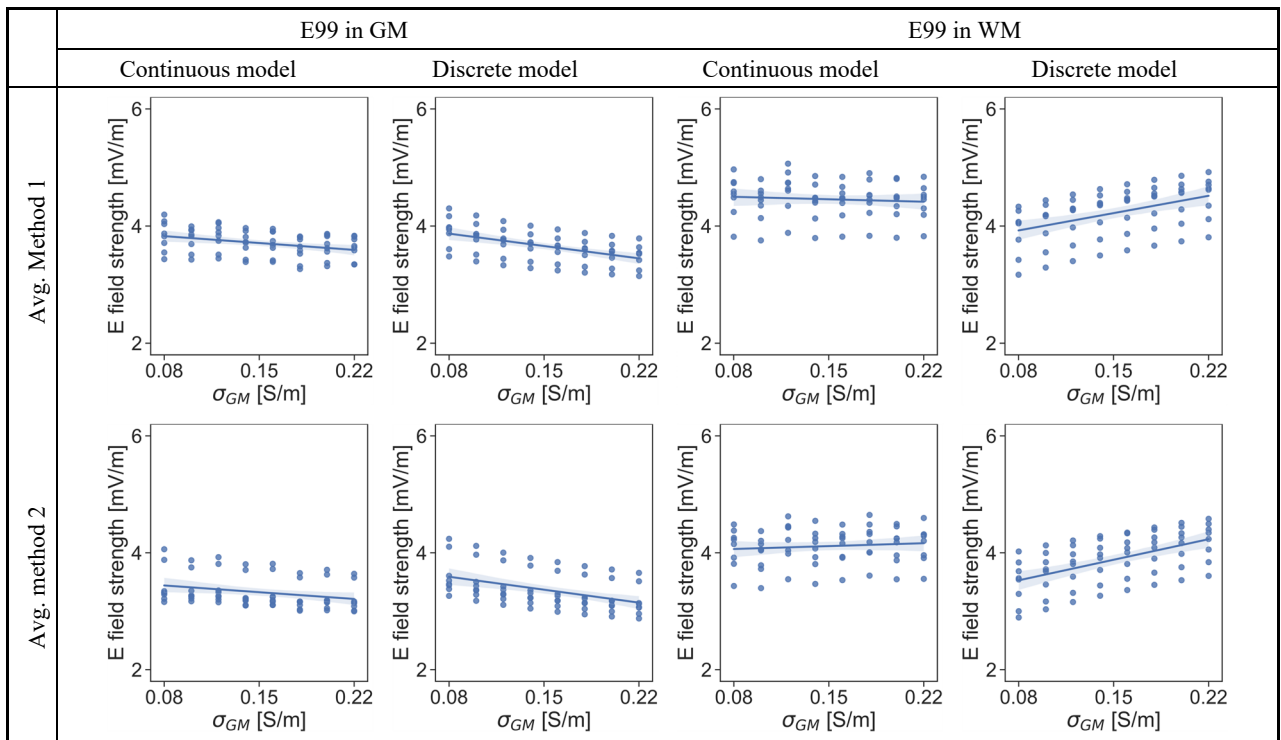 E99 in GM
E99 in WM
Continuous model
Discrete model
Continuous model
Discrete model
Avg. Method 1
E field strength [mV/m]
6
4
2
0.08
0.15
0.22
σGM [S/m]
E field strength [mV/m]
6
4
2
0.08
0.15
0.22
σGM [S/m]
E field strength [mV/m]
6
4
2
0.08
0.15
0.22
σGM [S/m]
E field strength [mV/m]
6
4
2
0.08
0.15
0.22
σGM [S/m]
Avg. method 2
E field strength [mV/m]
6
4
2
0.08
0.15
0.22
σGM [S/m]
E field strength [mV/m]
6
4
2
0.08
0.15
0.22
σGM [S/m]
E field strength [mV/m]
6
4
2
0.08
0.15
0.22
σGM [S/m]
E field strength [mV/m]
6
4
2
0.08
0.15
0.22
σGM [S/m]